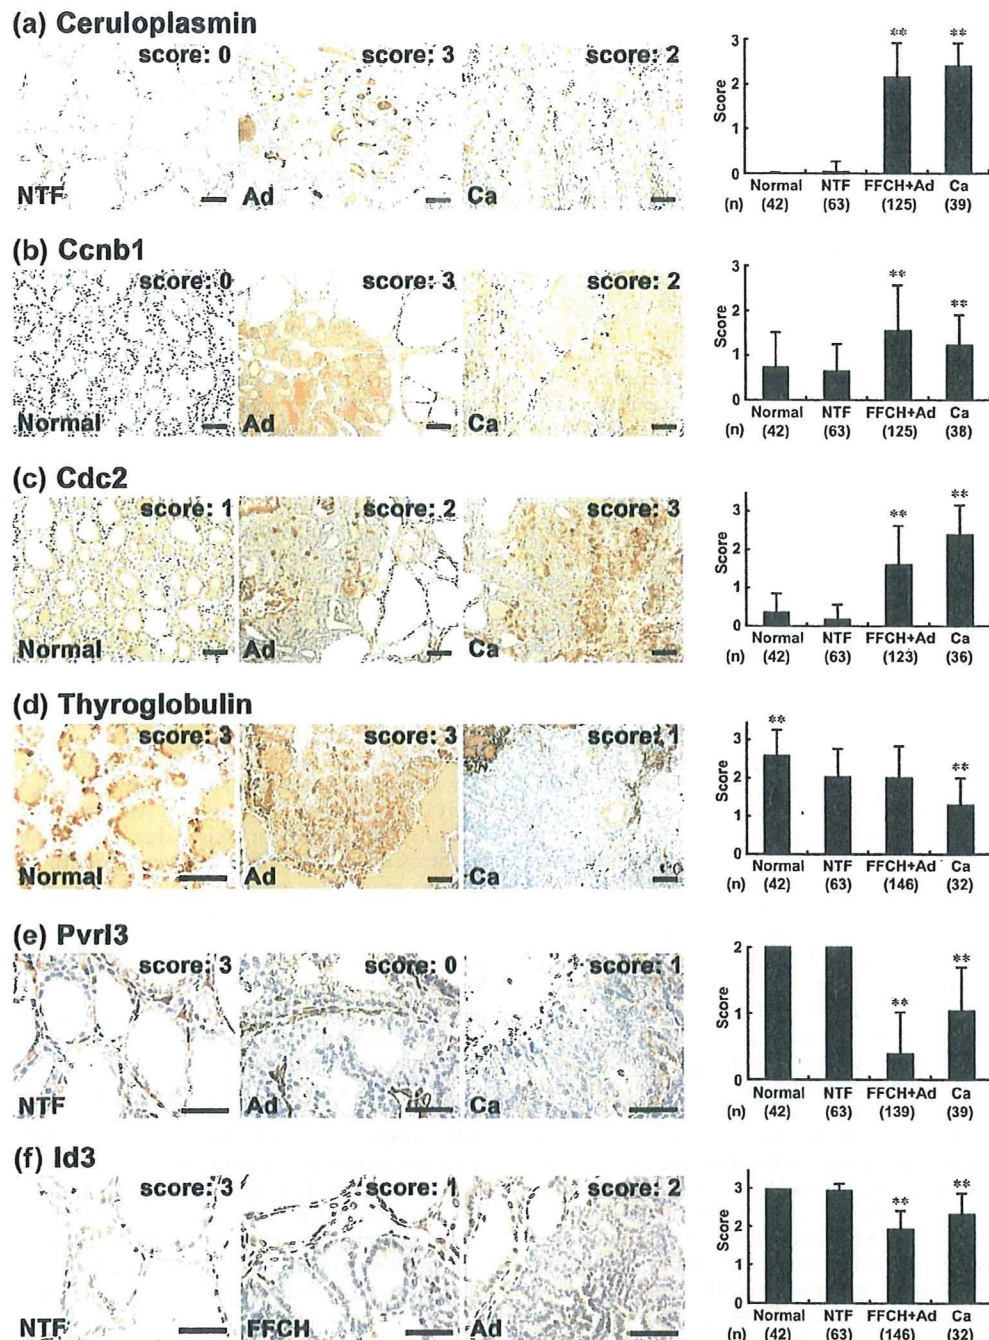 (a) Ceruloplasmin
score: 0 score: 3 score: 2
NTF Ad Ca
3
2
1
0
Score
** **
Normal NTF FFCH+Ad Ca
(n) (42) (63) (125) (39)
(b) Ccnb1
score: 0 score: 3 score: 2
Normal Ad Ca
3
2
1
0
Score
** **
Normal NTF FFCH+Ad Ca
(n) (42) (63) (125) (38)
(c) Cdc2
score: 1 score: 2 score: 3
Normal Ad Ca
3
2
1
0
Score
** **
Normal NTF FFCH+Ad Ca
(n) (42) (63) (123) (36)
(d) Thyroglobulin
score: 3 score: 3 score: 1
Normal Ad Ca
3
2
1
0
Score
** **
Normal NTF FFCH+Ad Ca
(n) (42) (63) (146) (32)
(e) Pvrl3
score: 3 score: 0 score: 1
NTF Ad Ca
2
1
0
Score
** **
Normal NTF FFCH+Ad Ca
(n) (42) (63) (139) (39)
(f) Id3
score: 3 score: 1 score: 2
NTF FFCH Ad
3
2
1
0
Score
** **
Normal NTF FFCH+Ad Ca
(n) (42) (63) (146) (32)